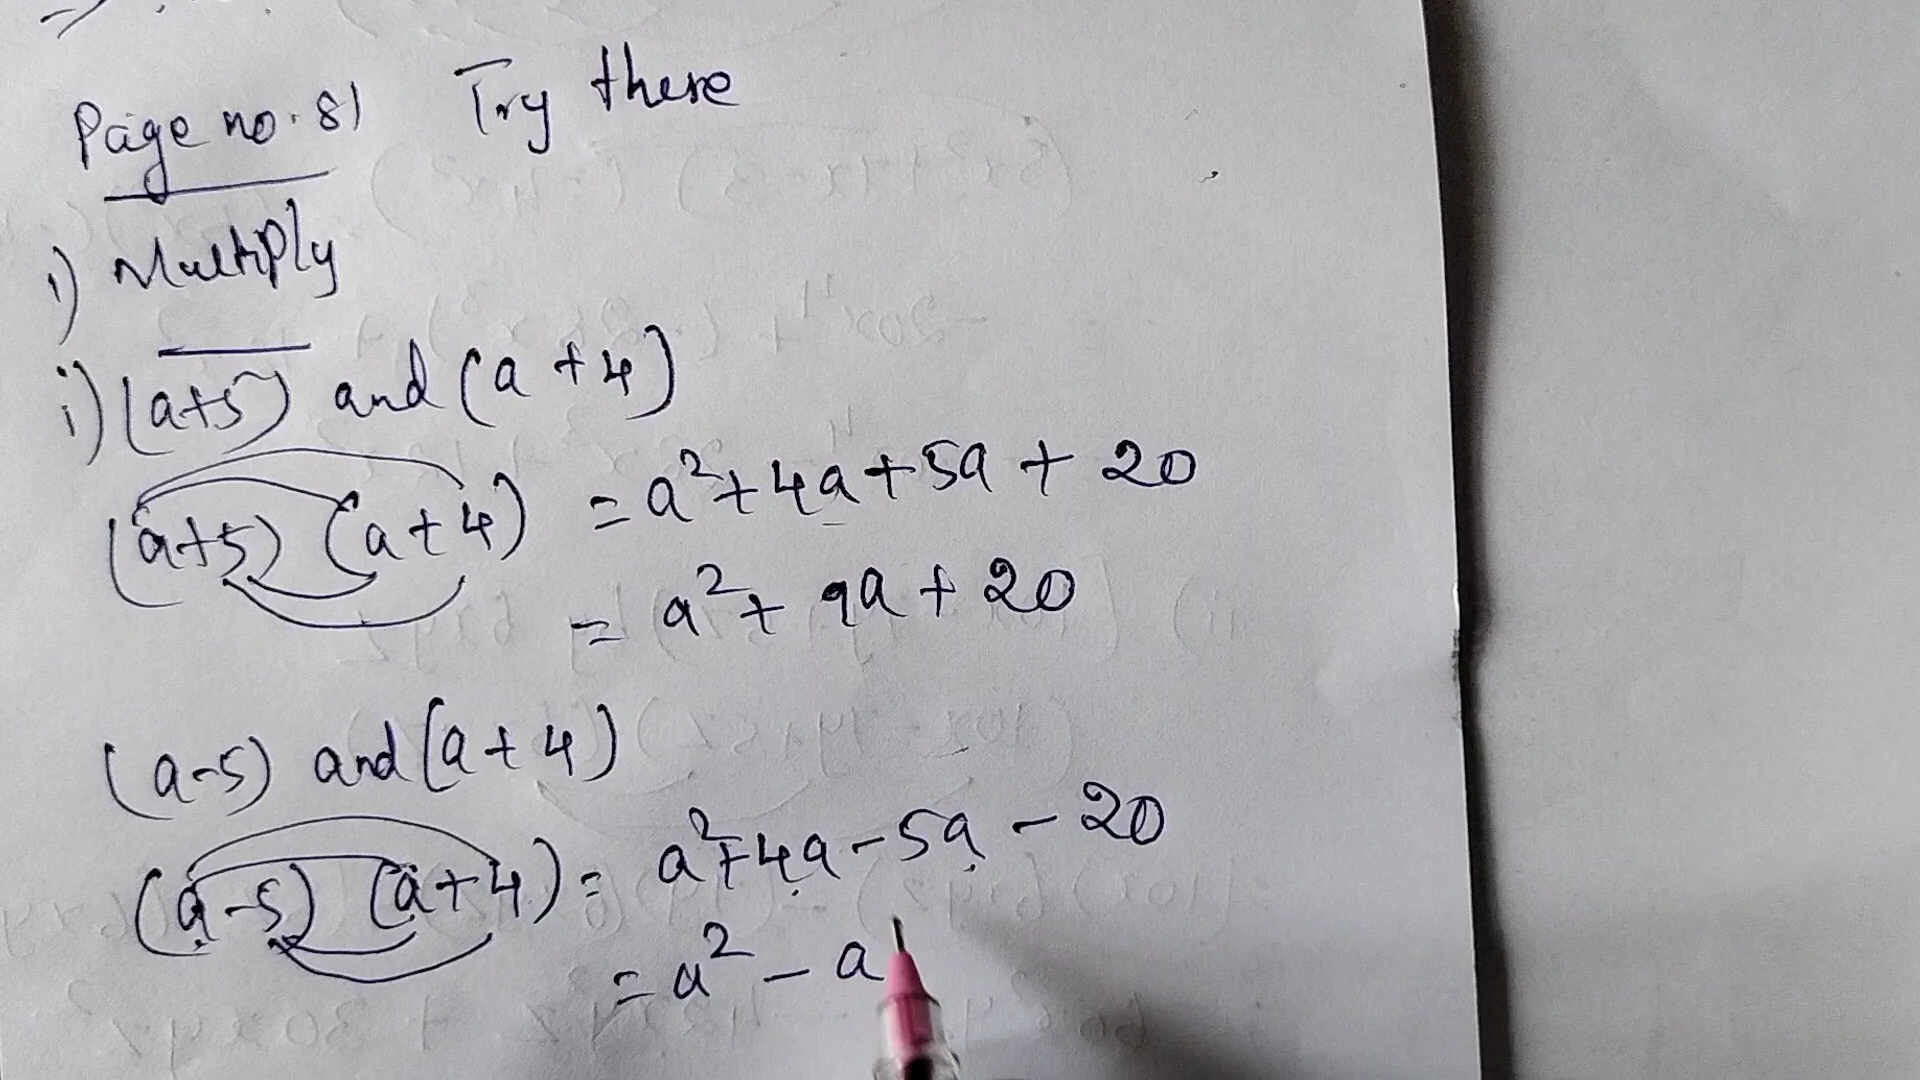 Page no. 81 Try there
1) Multiply
i) (a+5) and (a + 4)
(a+5) (a+4) = a²+4a+5a + 20
= a²+ 9a + 20
(a-5) and (a+4)
(a-5) (a+4) = a²+4a-5a - 20
= a² - a